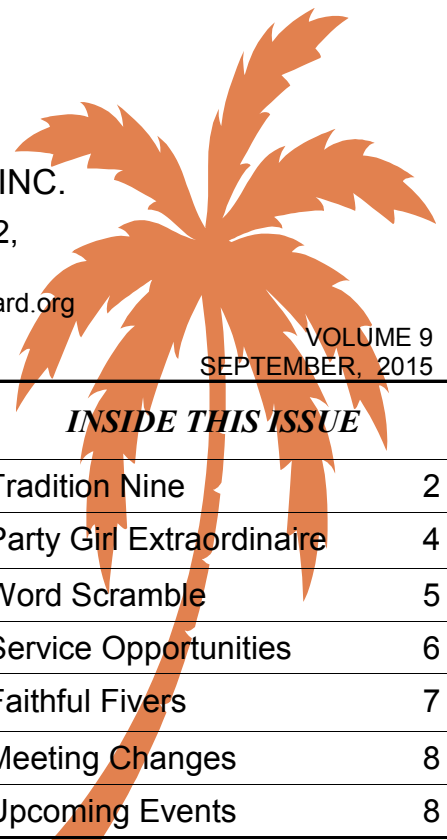 INC.
2,
ard.org
VOLUME 9
SEPTEMBER, 2015
INSIDE THIS ISSUE
Tradition Nine 2
Party Girl Extraordinaire 4
Word Scramble 5
Service Opportunities 6
Faithful Fivers 7
Meeting Changes 8
Upcoming Events 8